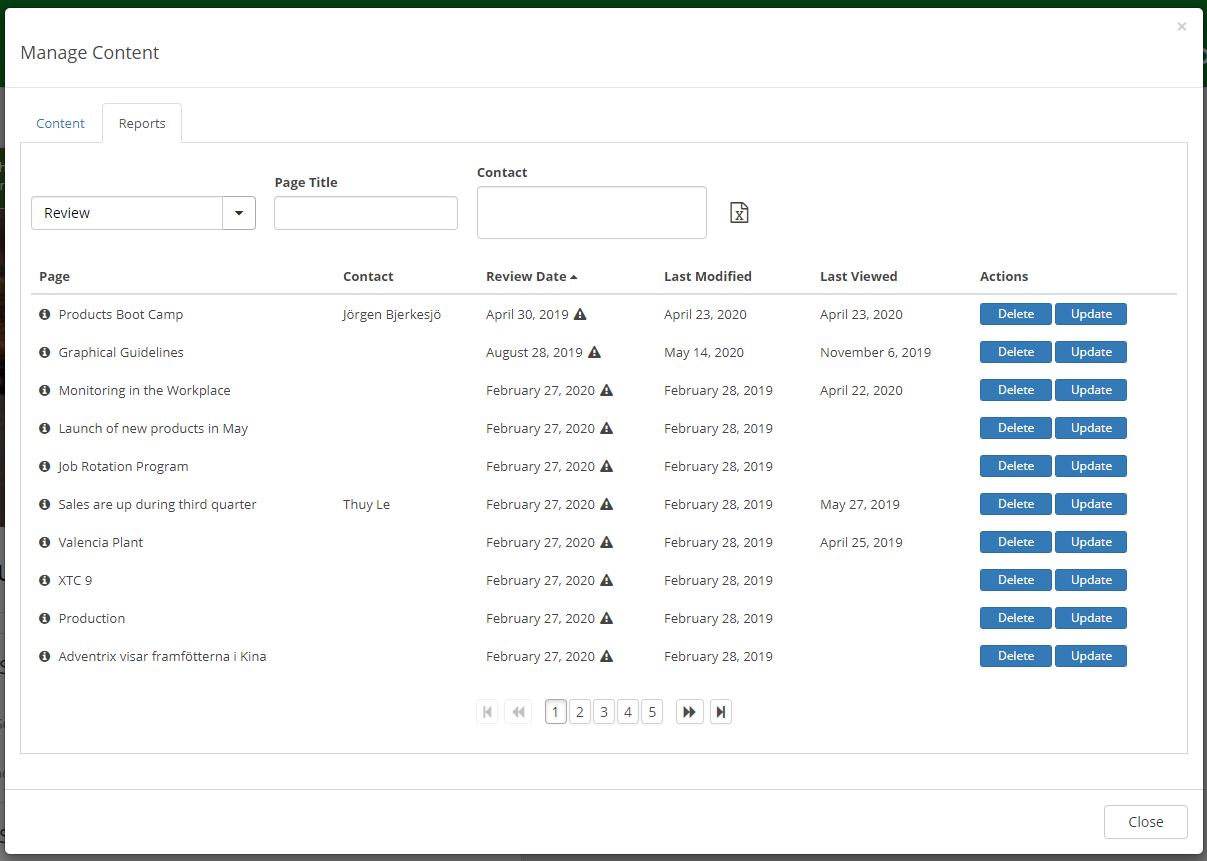 ×
Manage Content
Content Reports
Contact
Page Title
Review
Page Contact Review Date Last Modified Last Viewed Actions
Products Boot Camp Jörgen Bjerkesjö April 30, 2019 April 23, 2020 April 23, 2020 Delete Update
Graphical Guidelines August 28, 2019 May 14, 2020 November 6, 2019 Delete Update
Monitoring in the Workplace February 27, 2020 February 28, 2019 April 22, 2020 Delete Update
Launch of new products in May February 27, 2020 February 28, 2019 Delete Update
Job Rotation Program February 27, 2020 February 28, 2019 Delete Update
Sales are up during third quarter Thuy Le February 27, 2020 February 28, 2019 May 27, 2019 Delete Update
Valencia Plant February 27, 2020 February 28, 2019 April 25, 2019 Delete Update
XTC 9 February 27, 2020 February 28, 2019 Delete Update
Production February 27, 2020 February 28, 2019 Delete Update
Adventrix visar framfötterna i Kina February 27, 2020 February 28, 2019 Delete Update
1 2 3 4 5
Close